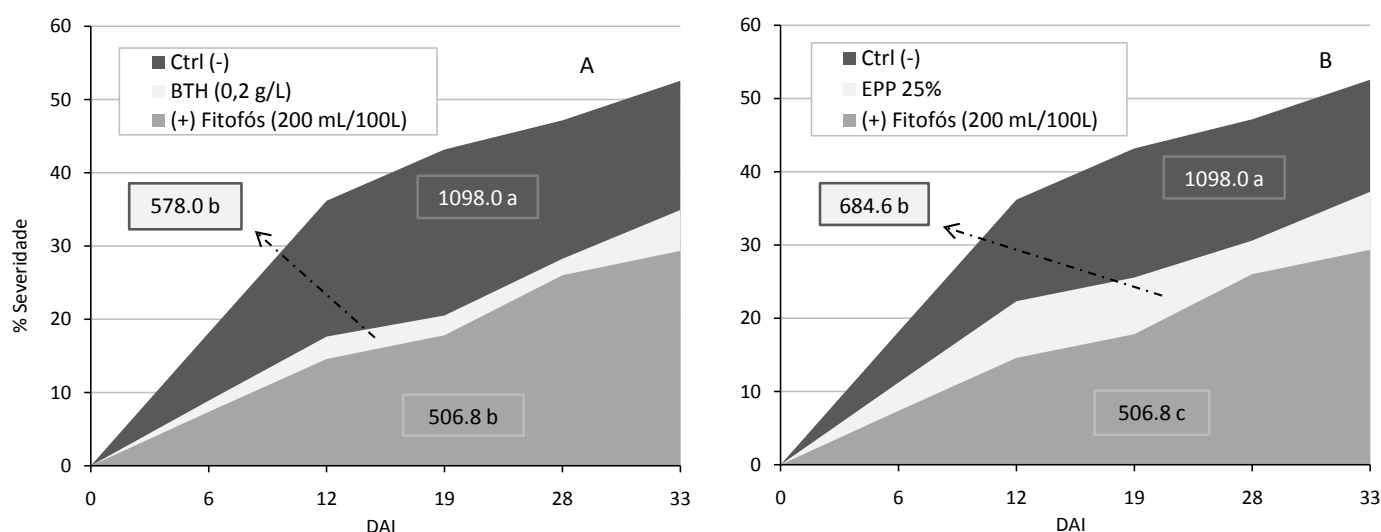 A
Ctrl (-)
BTH (0,2 g/L)
(+) Fitofós (200 mL/100L)
60
50
40
30
20
10
0
% Severidade
578.0 b
1098.0 a
506.8 b
0
6
12
19
28
33
DAI
B
Ctrl (-)
EPP 25%
(+) Fitofós (200 mL/100L)
60
50
40
30
20
10
0
684.6 b
1098.0 a
506.8 c
0
6
12
19
28
33
DAI